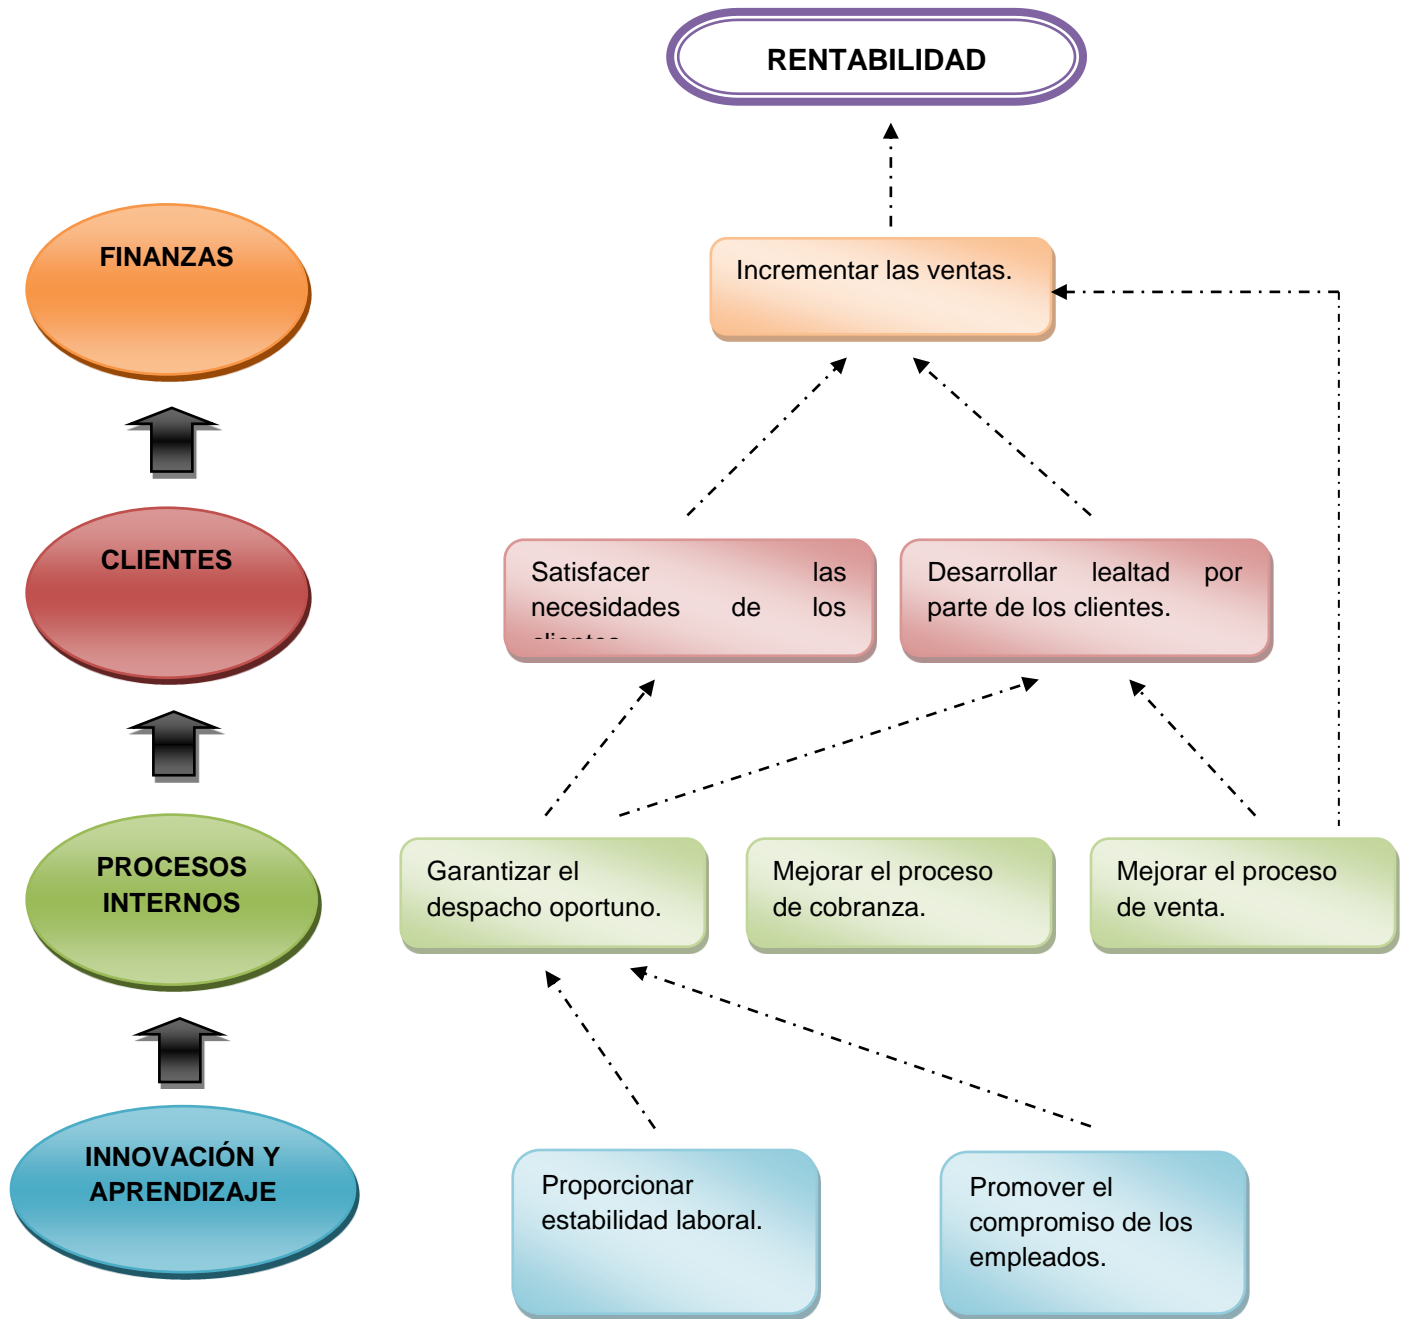 RENTABILIDAD
FINANZAS
Incrementar las ventas.
CLIENTES
Satisfacer las
necesidades de los
Desarrollar lealtad por
parte de los clientes.
PROCESOS
INTERNOS
Garantizar el
despacho oportuno.
Mejorar el proceso
de cobranza.
Mejorar el proceso
de venta.
INNOVACIÓN Y
APRENDIZAJE
Proporcionar
estabilidad laboral.
Promover el
compromiso de los
empleados.